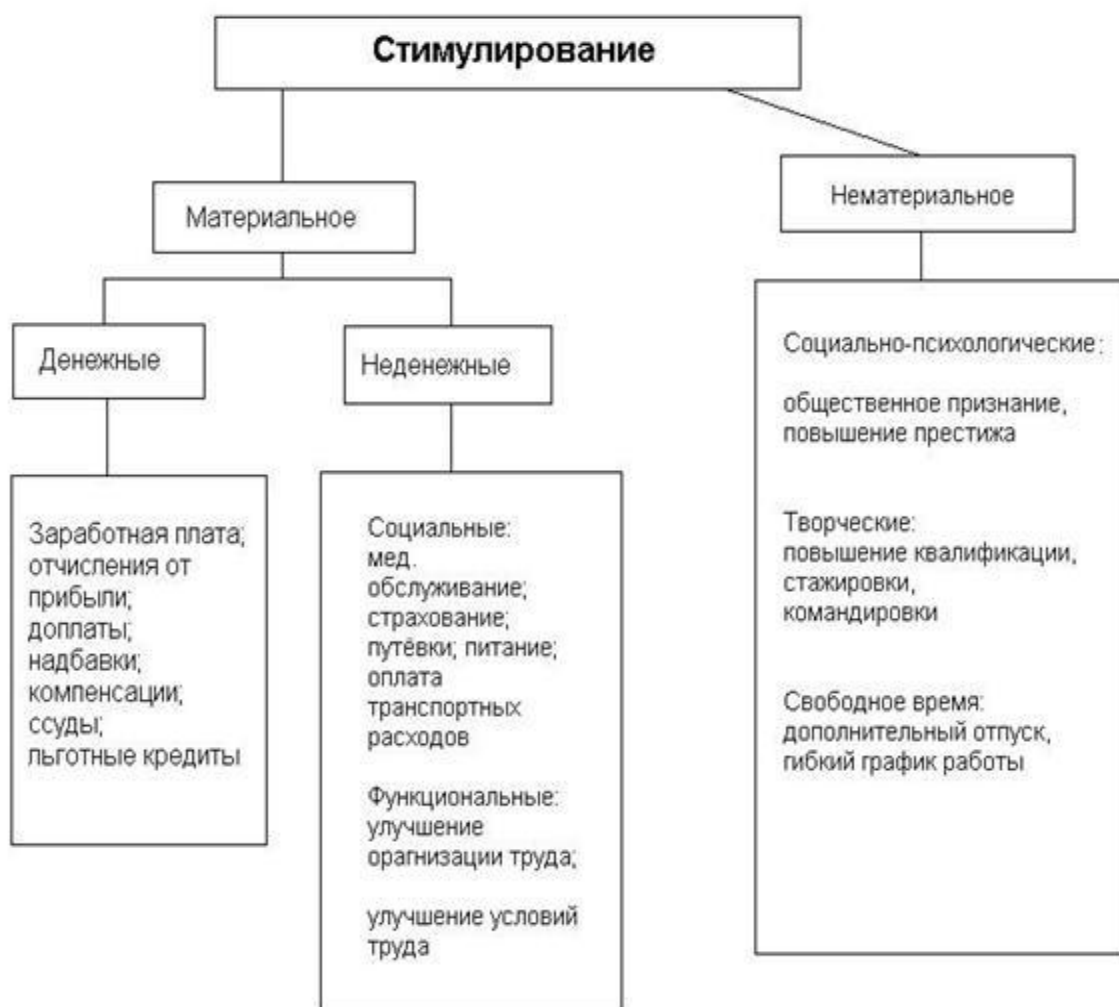 Стимулирование
Материальное
Нематериальное
Денежные
Неденежные
Заработная плата;
отчисления от
прибыли;
доплаты;
надбавки;
компенсации;
ссуды;
льготные кредиты
Социальные:
мед.
обслуживание;
страхование;
путёвки; питание;
оплата
транспортных
расходов
Функциональные:
улучшение
орагнизации труда;
улучшение условий
труда
Социально-психологические:
общественное признание,
повышение престижа
Творческие:
повышение квалификации,
стажировки,
командировки
Свободное время:
дополнительный отпуск,
гибкий график работы